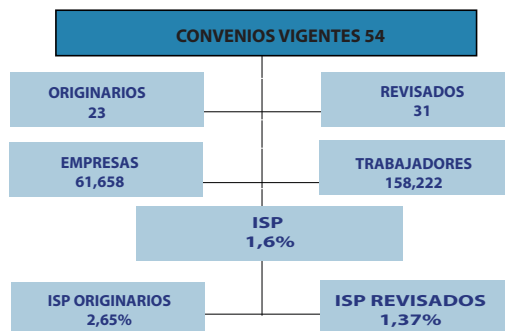 CONVENIOS VIGENTES 54
ORIGINARIOS
23
REVISADOS
31
EMPRESAS
61,658
TRABAJADORES
158,222
ISP
1,6%
ISP ORIGINARIOS
2,65%
ISP REVISADOS
1,37%